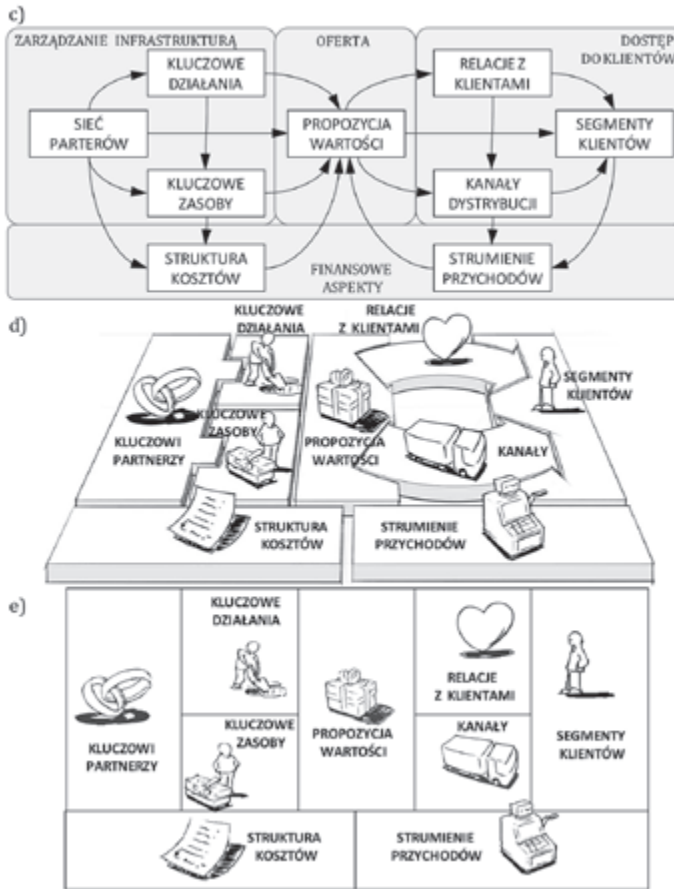 c)
ZARZĄDZANIE INFRASTRUKTURĄ
OFERTA
DOSTĘP
DO KLIENTÓW
KLUCZOWE
DZIAŁANIA
RELACJE Z
KLIENTAMI
SIEĆ
PARTERÓW
PROPOZYCJA
WARTOŚCI
SEGMENTY
KLIENTÓW
KLUCZOWE
ZASOBY
KANAŁY
DYSTRYBUCJI
STRUKTURA
KOSZTÓW
FINANSOWE
ASPEKTY
STRUMIENIE
PRZYCHODÓW
d)
KLUCZOWE
DZIAŁANIA
RELACJE
Z KLIENTAMI
SEGMENTY
KLIENTÓW
KLUCZOWE
ZASOBY
KLUCZOWI
PARTNERZY
PROPOZYCJA
WARTOŚCI
KANAŁY
STRUKTURA
KOSZTÓW
STRUMIENIE
PRZYCHODÓW
e)
KLUCZOWE
DZIAŁANIA
RELACJE
Z KLIENTAMI
KLUCZOWI
PARTNERZY
KLUCZOWE
ZASOBY
PROPOZYCJA
WARTOŚCI
KANAŁY
SEGMENTY
KLIENTÓW
STRUKTURA
KOSZTÓW
STRUMIENIE
PRZYCHODÓW